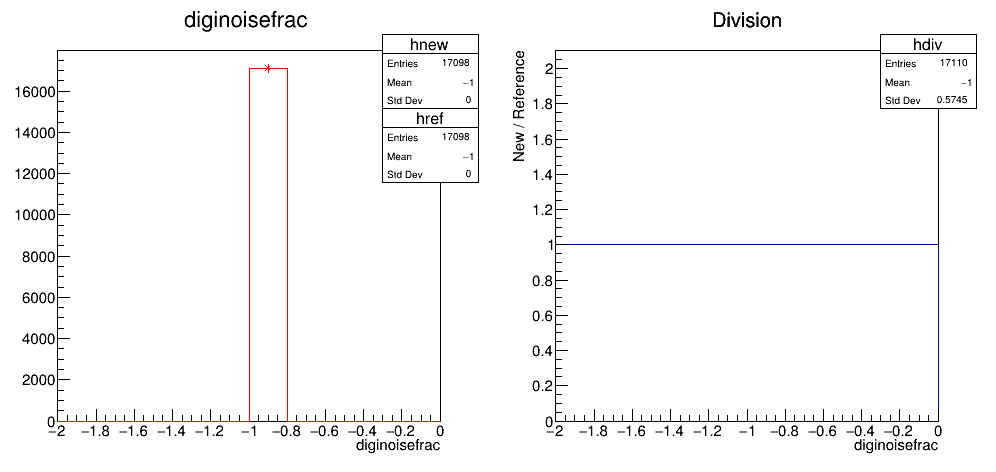 diginoisefrac
hnew
Entries 17098
Mean −1
Std Dev 0
href
Entries 17098
Mean −1
Std Dev 0
16000
14000
12000
10000
8000
6000
4000
2000
0
−2 −1.8 −1.6 −1.4 −1.2 −1 −0.8 −0.6 −0.4 −0.2 0
diginoisefrac
Division
hdiv
Entries 17110
Mean −1
Std Dev 0.5745
New / Reference
2
1.8
1.6
1.4
1.2
1
0.8
0.6
0.4
0.2
0
−2 −1.8 −1.6 −1.4 −1.2 −1 −0.8 −0.6 −0.4 −0.2 0
diginoisefrac